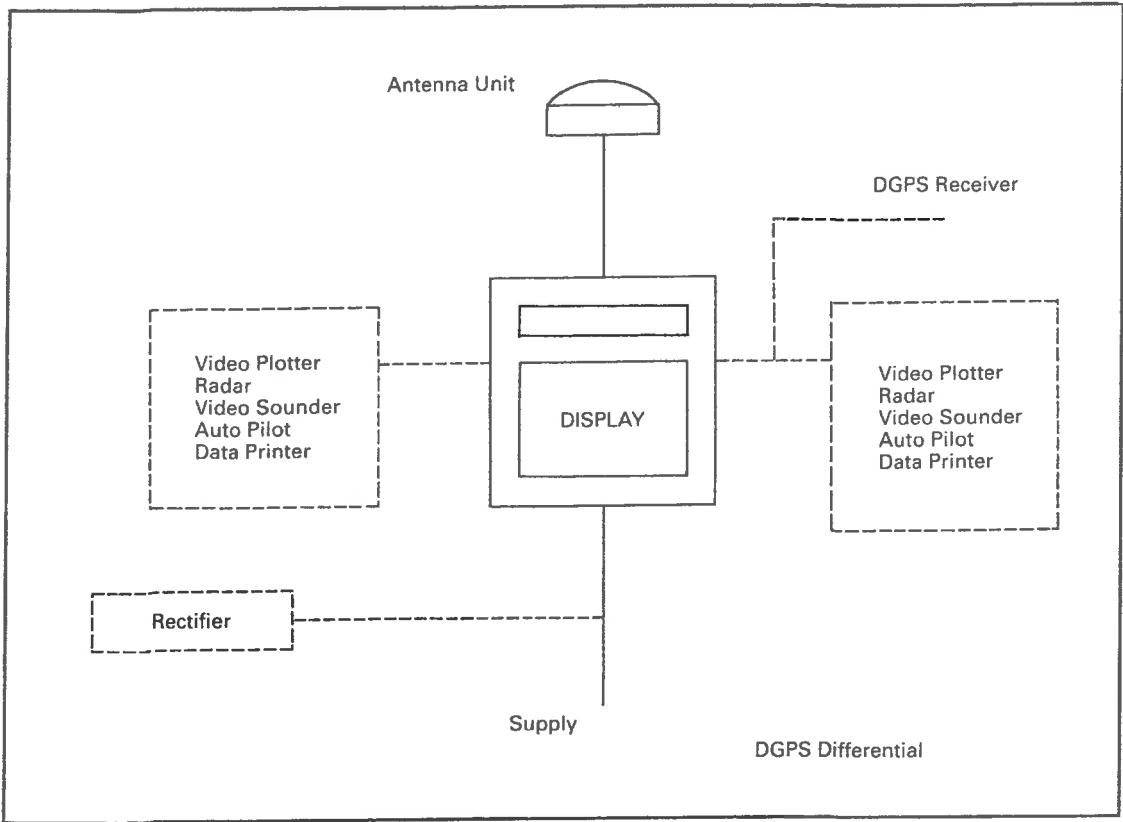 Antenna Unit
DGPS Receiver
Video Plotter
Radar
Video Sounder
Auto Pilot
Data Printer
DISPLAY
Video Plotter
Radar
Video Sounder
Auto Pilot
Data Printer
Rectifier
Supply
DGPS Differential